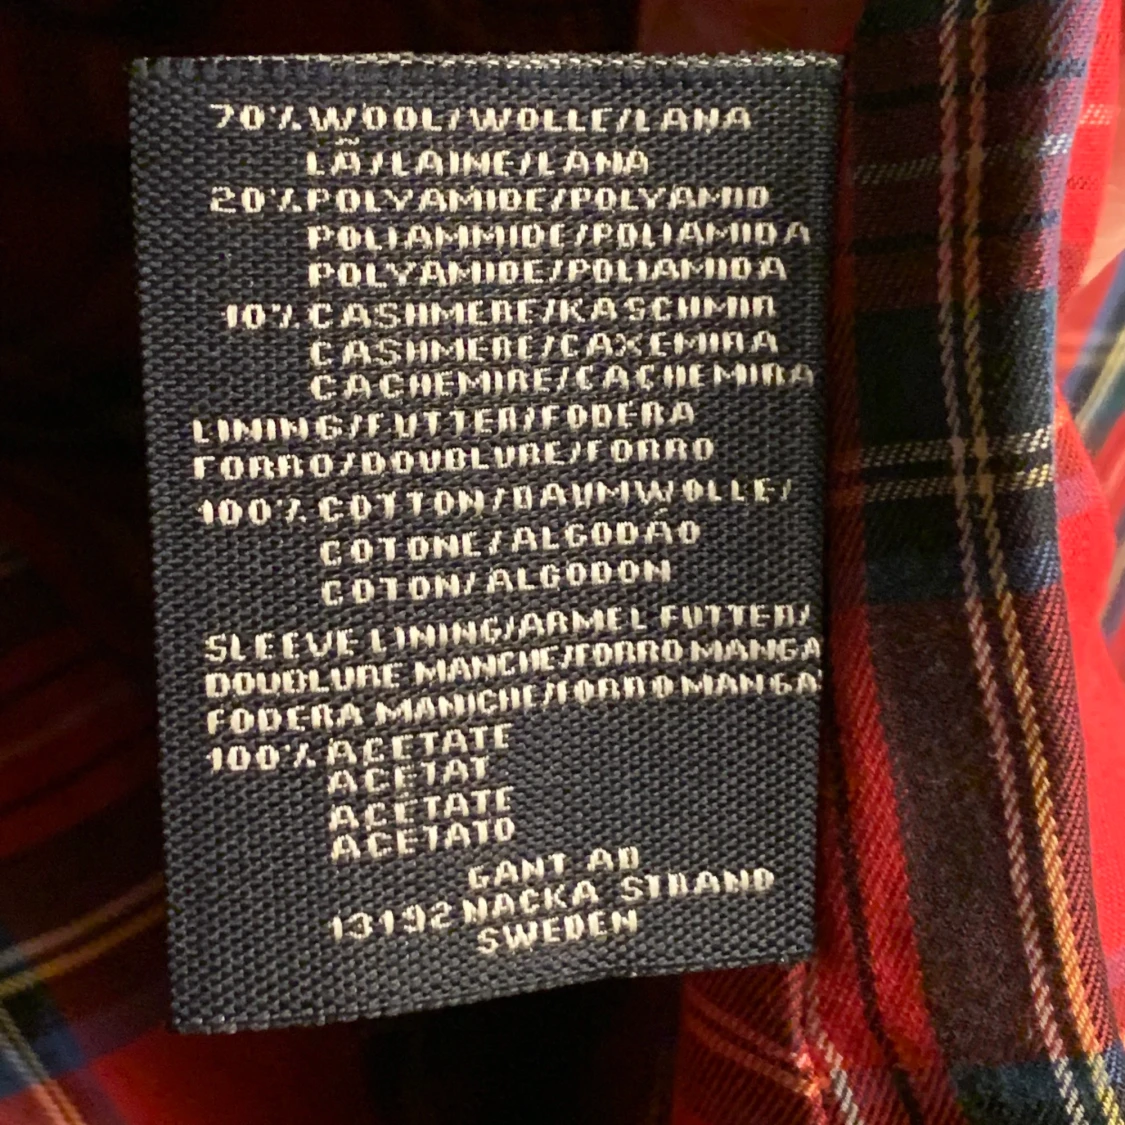 70% WOOL/WOLLE/LANA
LÃ/LAINE/LANA
20% POLYAMIDE/POLYAMID
POLIAMMIDE/POLIAMIDA
POLYAMIDE/POLIAMIDA
10% CASHMERE/KASCHMIR
CASHMERE/CAXEMIRA
CACHEMIRE/CACHEMIRA
LINING/FUTTER/FODERA
FORRO/DOUBLURE/FORRO
100% COTTON/BAUMWOLLE/
COTONE/ALGODÃO
COTON/ALGODON
SLEEVE LINING/ARMEL FUTTER/
DOUBLURE MANCHE/FORRO MANGA
FODERA MANICHE/FORRO MANGA
100% ACETATE
ACETAT
ACETATE
ACETATO
GANT AB
13192 NACKA STRAND
SWEDEN